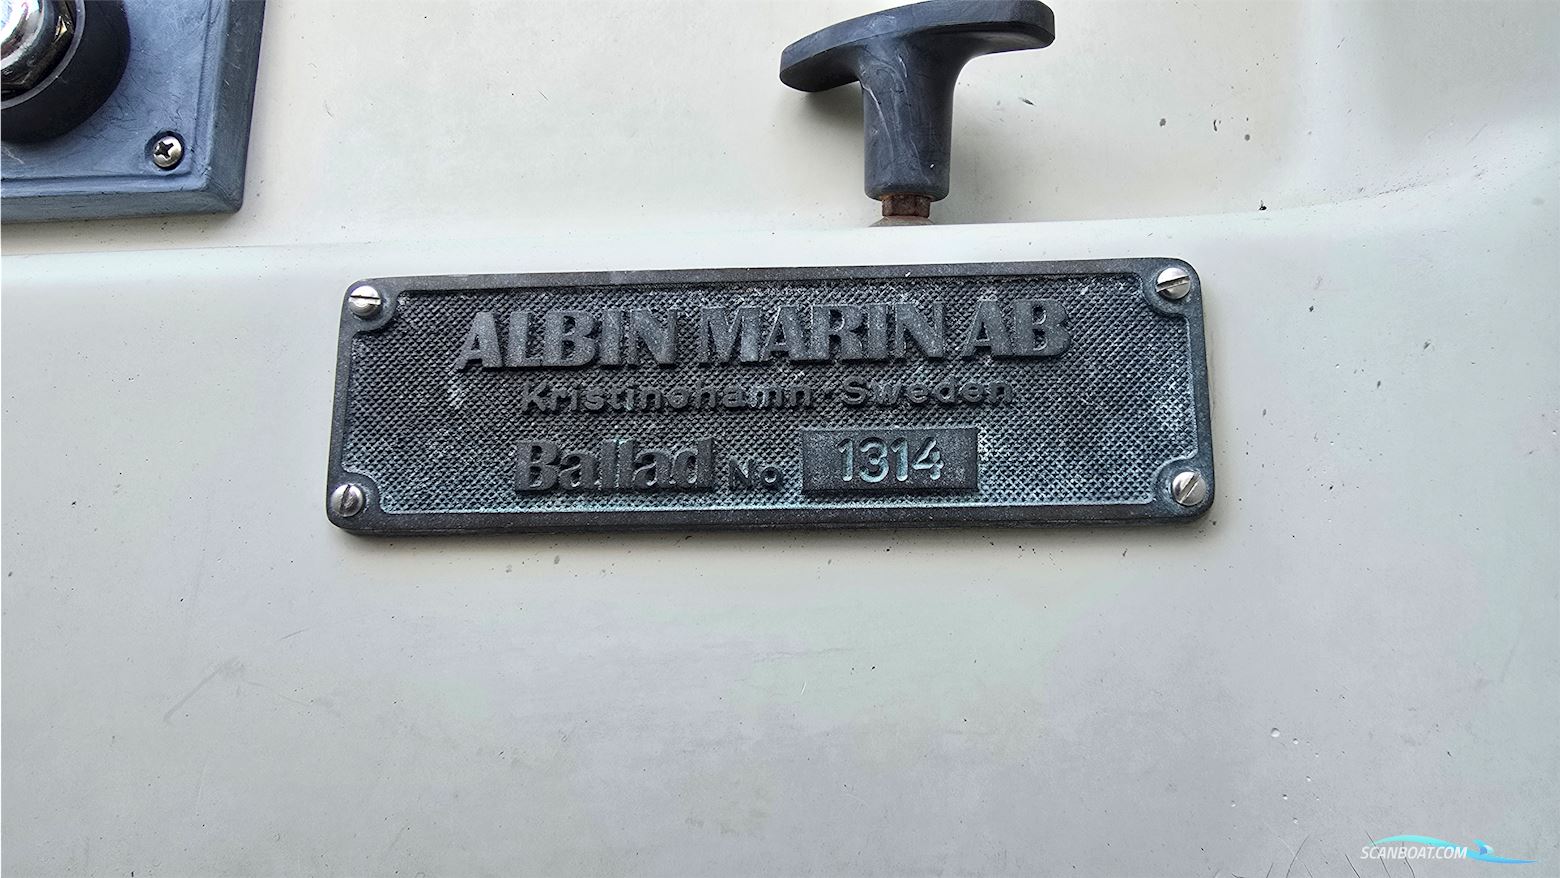 ALBIN MARIN AB
Kristinehamn-Sweden
Ballad No 1314
SCANBOAT.COM